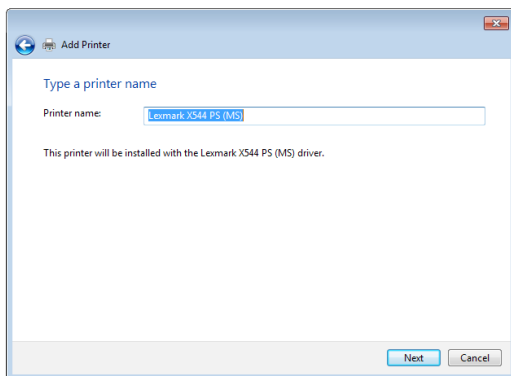 Add Printer
Type a printer name
Printer name: Lexmark X544 PS (MS)
This printer will be installed with the Lexmark X544 PS (MS) driver.
Next Cancel